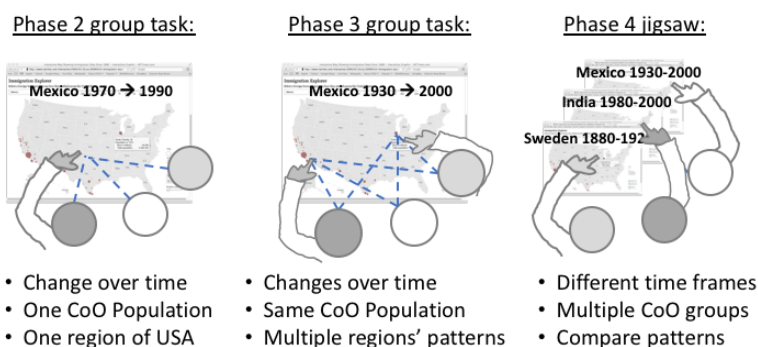 Phase 2 group task:
Mexico 1970 → 1990
• Change over time
• One CoO Population
• One region of USA
Phase 3 group task:
Immigration Explorer
Mexico 1930 → 2000
• Changes over time
• Same CoO Population
• Multiple regions' patterns
Phase 4 jigsaw:
Mexico 1930-2000
India 1980-2000
Sweden 1880-192
• Different time frames
• Multiple CoO groups
• Compare patterns